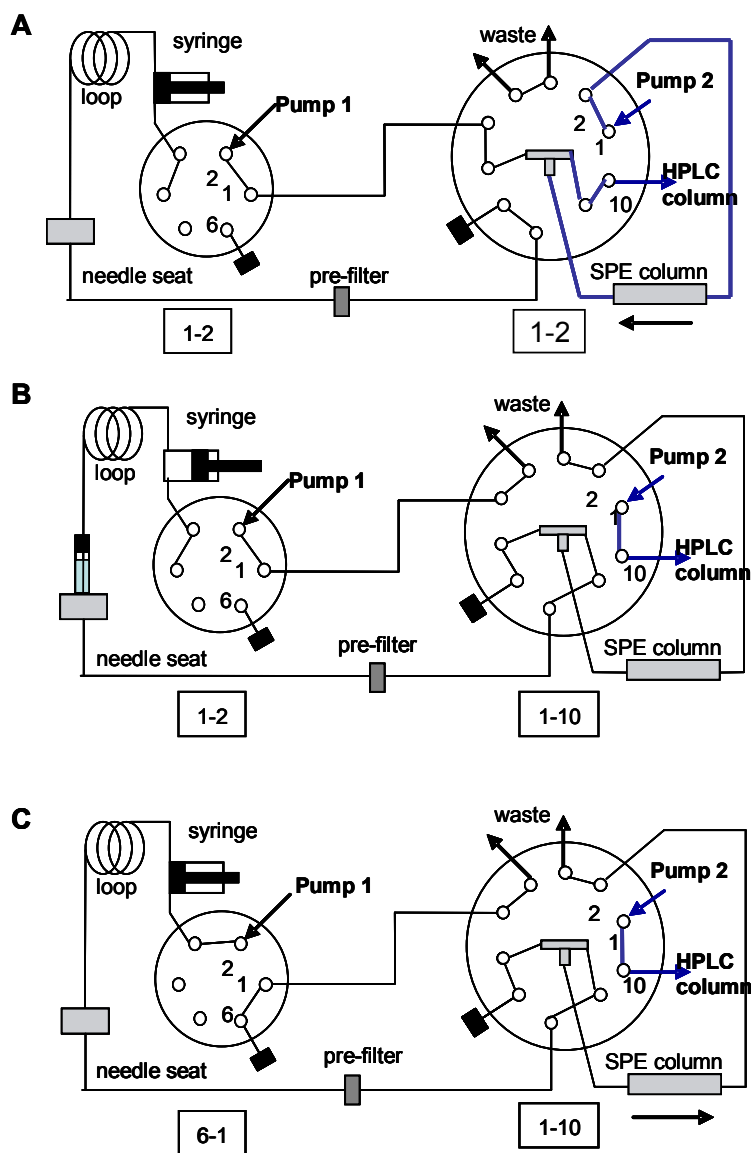 A
syringe
loop
Pump 1
2
1
6
needle seat
pre-filter
1-2
waste
Pump 2
2
1
HPLC
column
10
SPE column
1-2
B
syringe
loop
Pump 1
2
1
6
needle seat
pre-filter
1-2
waste
Pump 2
2
1
HPLC
column
10
SPE column
1-10
C
syringe
loop
Pump 1
2
1
6
needle seat
pre-filter
6-1
waste
Pump 2
2
1
HPLC
column
10
SPE column
1-10